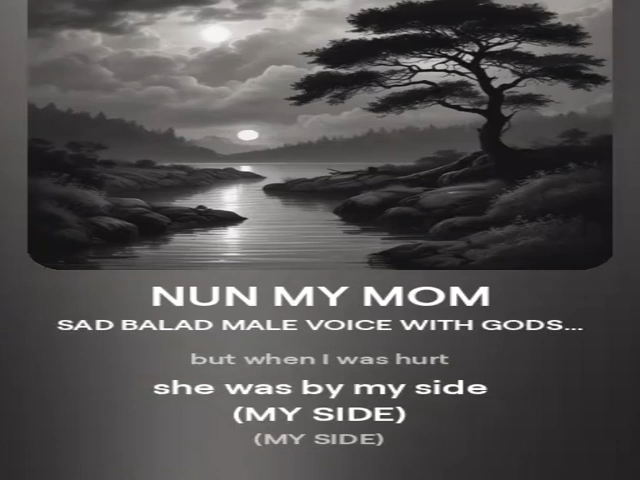 NUN MY MOM
SAD BALAD MALE VOICE WITH GODS...
but when I was hurt
she was by my side
(MY SIDE)
(MY SIDE)